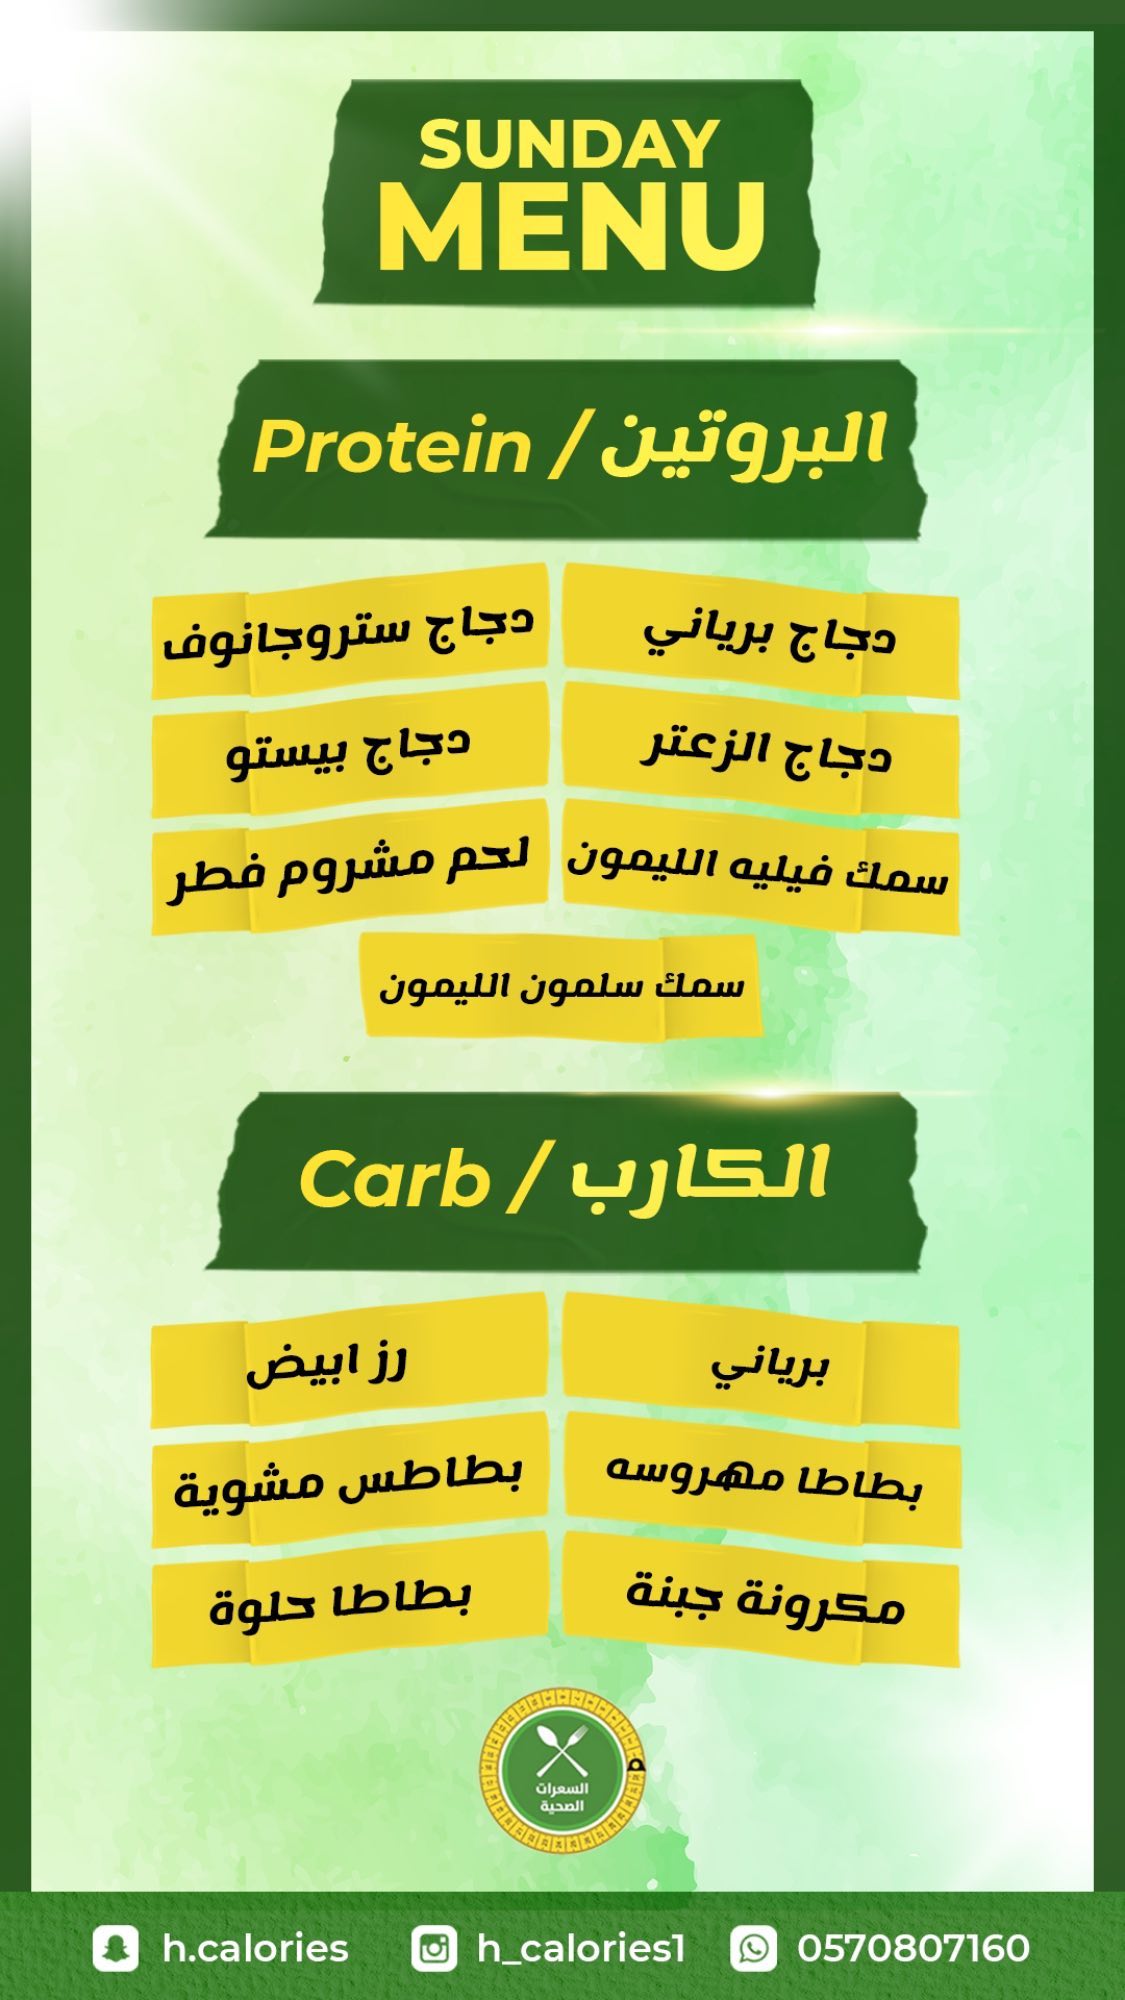 SUNDAY
MENU
Protein / البروتين
دجاج برياني
دجاج ستروجانوف
دجاج الزعتر
دجاج بيستو
سمك فيليه الليمون
لحم مشروم فطر
سمك سلمون الليمون
Carb / الكارب
برياني
رز ابيض
بطاطا مهروسه
بطاطس مشوية
مكرونة جبنة
بطاطا حلوة
السعرات
الصحية
h.calories
h_calories1
0570807160